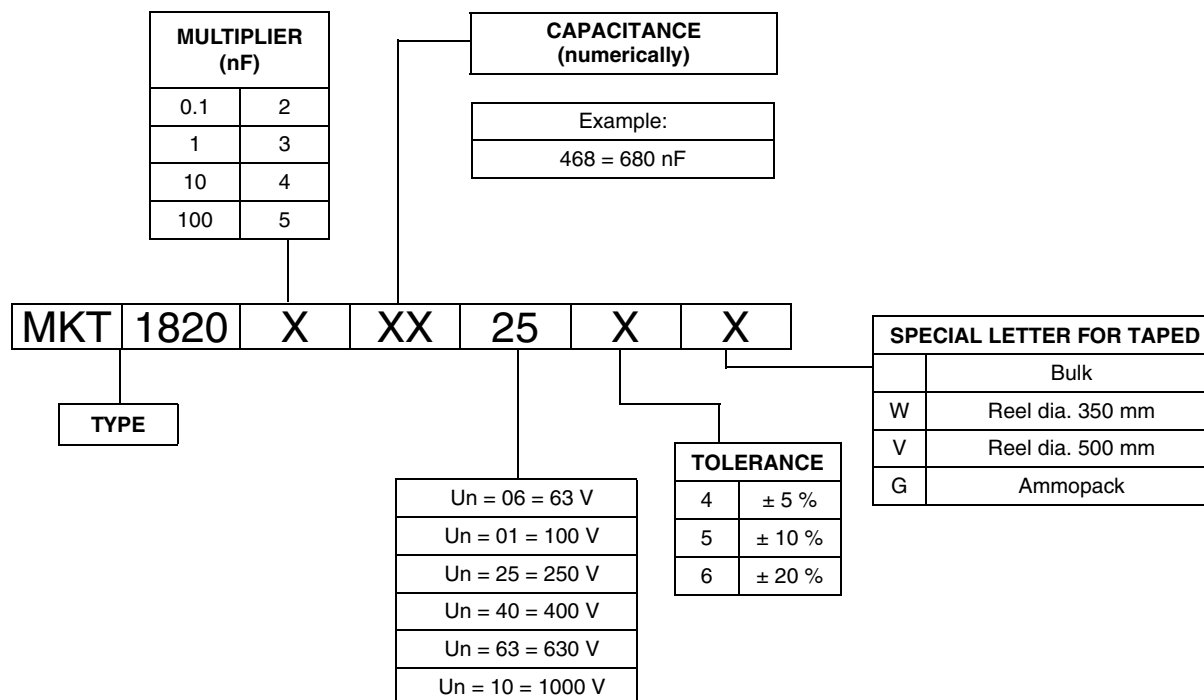 MULTIPLIER
(nF)
0.1 2
1 3
10 4
100 5
CAPACITANCE
(numerically)
Example:
468 = 680 nF
MKT 1820 X XX 25 X X
TYPE
Un = 06 = 63 V
Un = 01 = 100 V
Un = 25 = 250 V
Un = 40 = 400 V
Un = 63 = 630 V
Un = 10 = 1000 V
TOLERANCE
4 ± 5 %
5 ± 10 %
6 ± 20 %
SPECIAL LETTER FOR TAPED
Bulk
W Reel dia. 350 mm
V Reel dia. 500 mm
G Ammopack